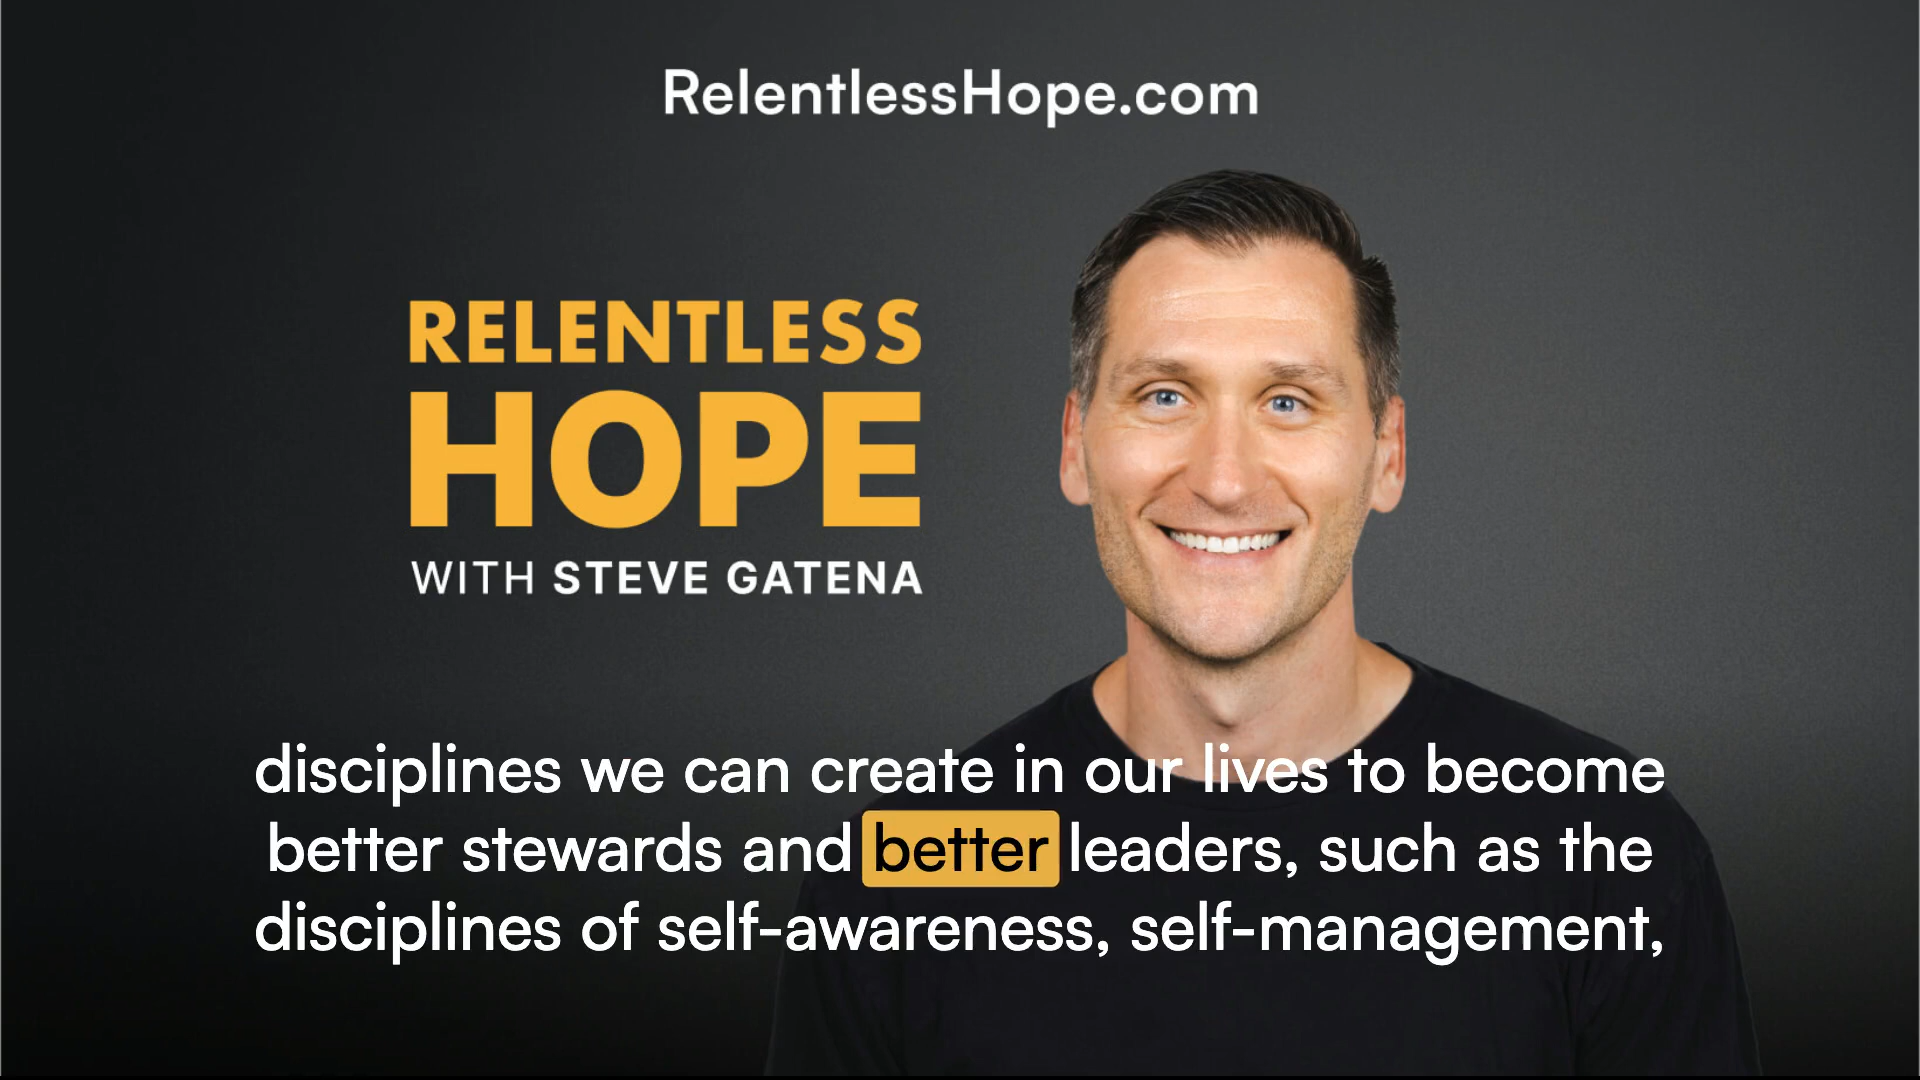 RelentlessHope.com
RELENTLESS
HOPE
WITH STEVE GATENA
disciplines we can create in our lives to become
better stewards and better leaders, such as the
disciplines of self-awareness, self-management,